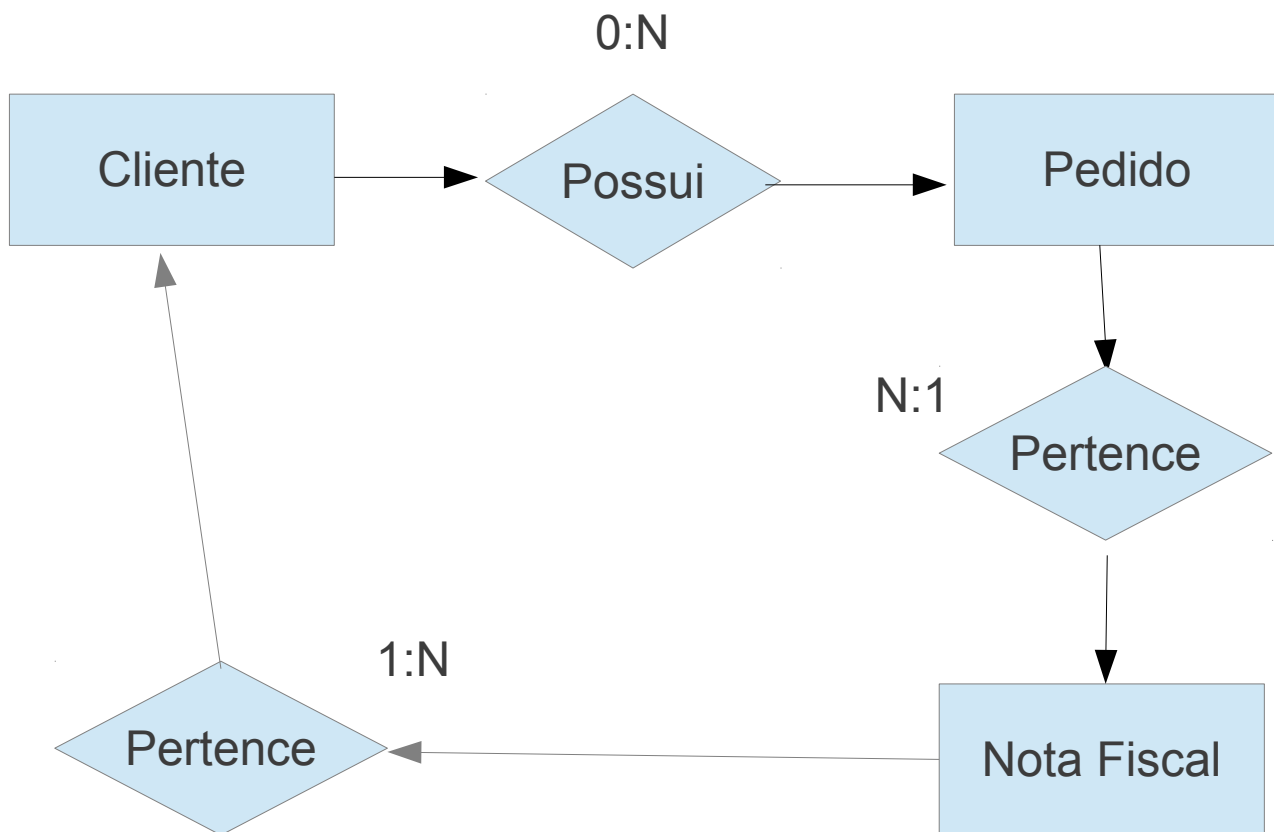 0:N
Cliente
Possui
Pedido
N:1
Pertence
1:N
Pertence
Nota Fiscal